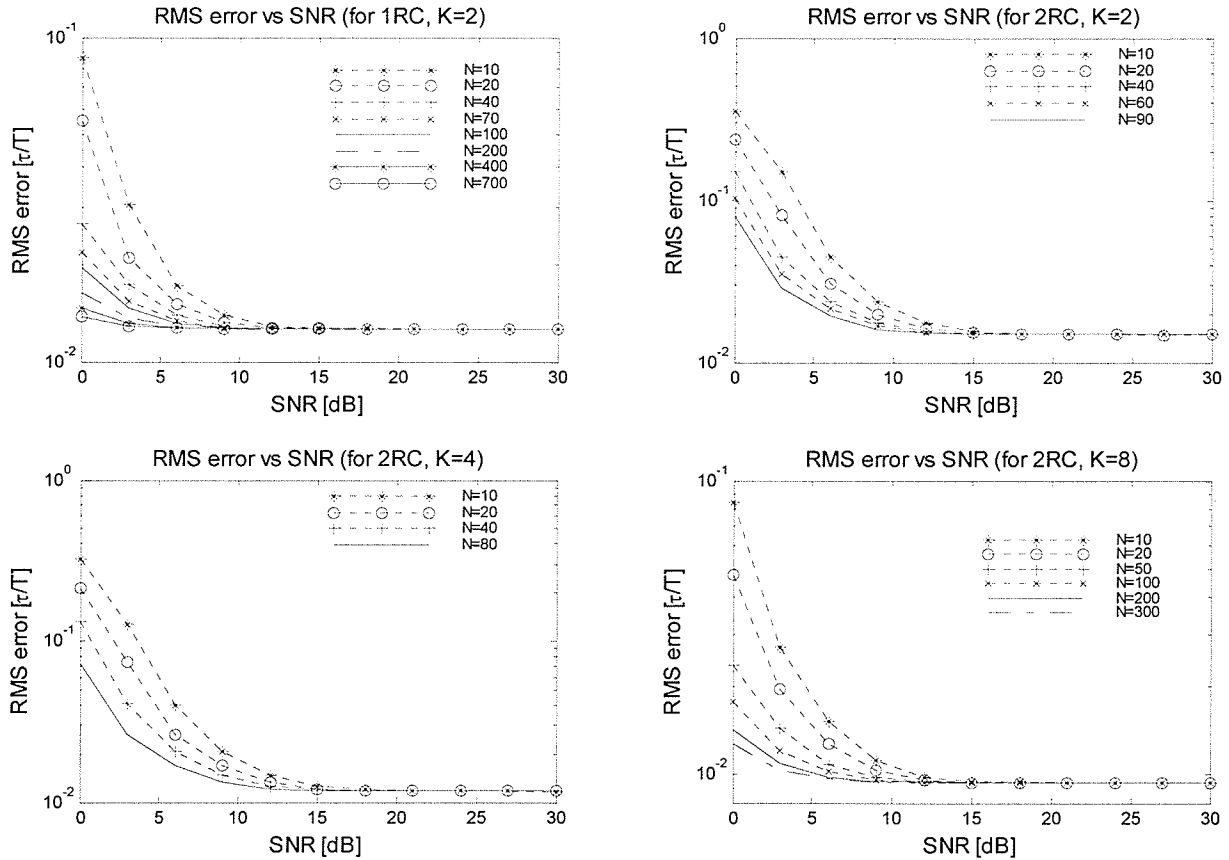 RMS error vs SNR (for 1RC, K=2)
10^-1
N=10
N=20
N=40
N=70
N=100
N=200
N=400
N=700
RMS error [τ/T]
10^-2
0 5 10 15 20 25 30
SNR [dB]
RMS error vs SNR (for 2RC, K=2)
10^0
N=10
N=20
N=40
N=60
N=90
RMS error [τ/T]
10^-1
10^-2
0 5 10 15 20 25 30
SNR [dB]
RMS error vs SNR (for 2RC, K=4)
10^0
N=10
N=20
N=40
N=80
RMS error [τ/T]
10^-1
10^-2
0 5 10 15 20 25 30
SNR [dB]
RMS error vs SNR (for 2RC, K=8)
10^-1
N=10
N=20
N=50
N=100
N=200
N=300
RMS error [τ/T]
10^-2
0 5 10 15 20 25 30
SNR [dB]